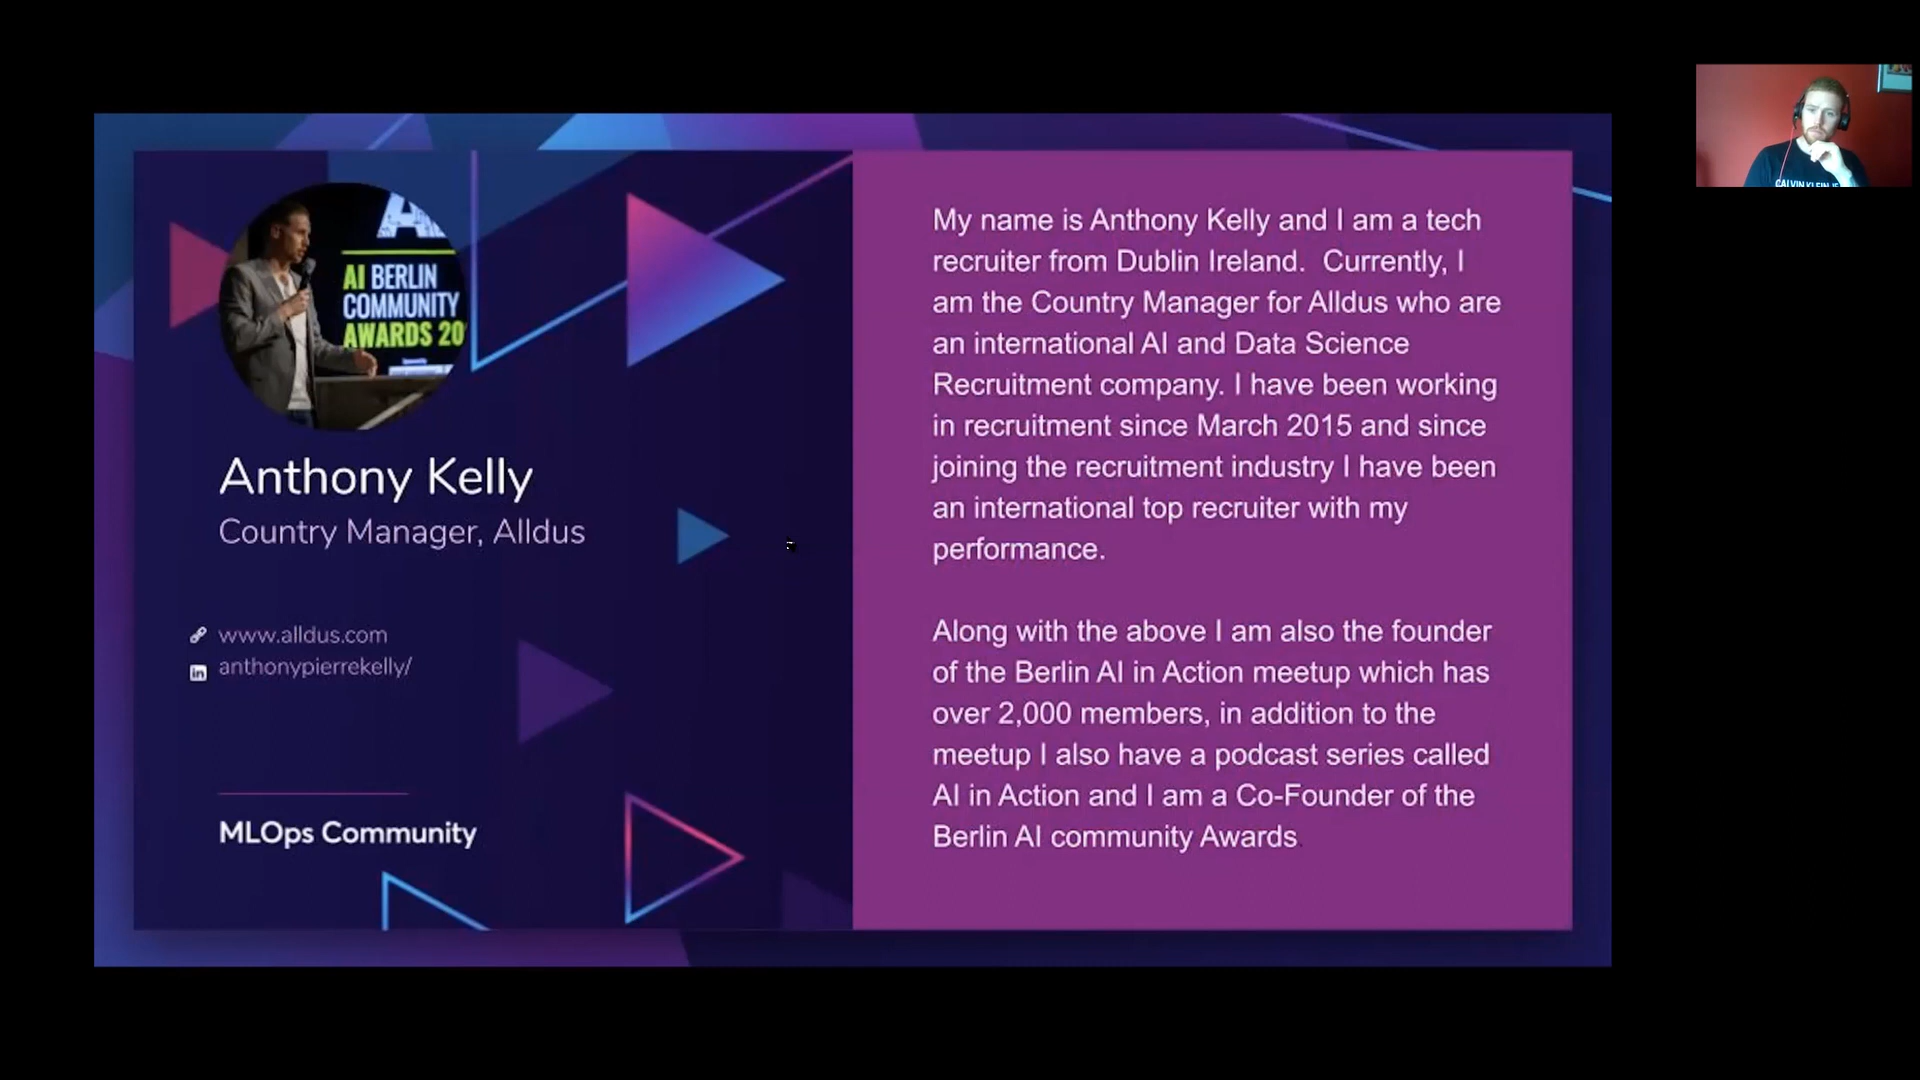 AI BERLIN
COMMUNITY
AWARDS 20
Anthony Kelly
Country Manager, Alldus
www.alldus.com
in
anthonypierrekelly/
MLOps Community
My name is Anthony Kelly and I am a tech
recruiter from Dublin Ireland.  Currently, I
am the Country Manager for Alldus who are
an international AI and Data Science
Recruitment company. I have been working
in recruitment since March 2015 and since
joining the recruitment industry I have been
an international top recruiter with my
performance.
Along with the above I am also the founder
of the Berlin AI in Action meetup which has
over 2,000 members, in addition to the
meetup I also have a podcast series called
AI in Action and I am a Co-Founder of the
Berlin AI community Awards
CALVIN KLEIN